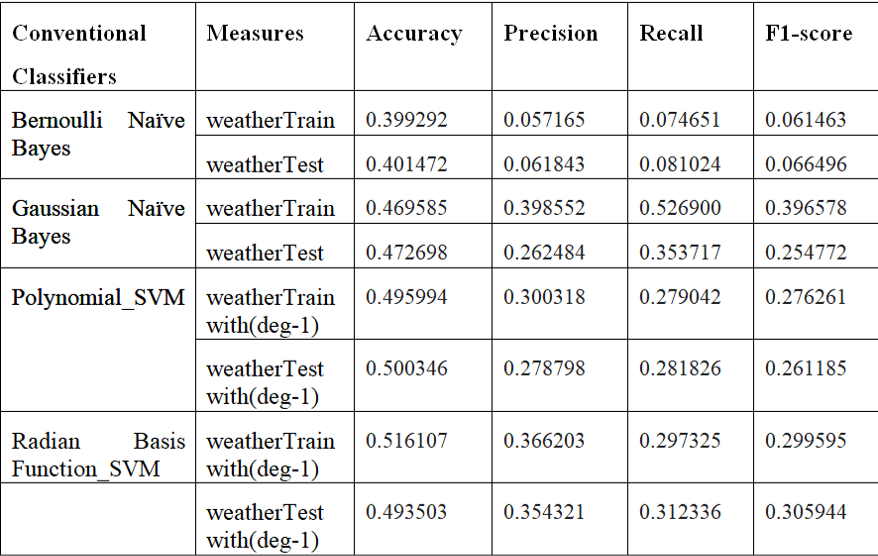 Conventional Classifiers Measures Accuracy Precision Recall F1-score
Bernoulli Naïve Bayes weatherTrain 0.399292 0.057165 0.074651 0.061463
weatherTest 0.401472 0.061843 0.081024 0.066496
Gaussian Naïve Bayes weatherTrain 0.469585 0.398552 0.526900 0.396578
weatherTest 0.472698 0.262484 0.353717 0.254772
Polynomial_SVM weatherTrain with(deg-1) 0.495994 0.300318 0.279042 0.276261
weatherTest with(deg-1) 0.500346 0.278798 0.281826 0.261185
Radian Basis Function_SVM weatherTrain with(deg-1) 0.516107 0.366203 0.297325 0.299595
weatherTest with(deg-1) 0.493503 0.354321 0.312336 0.305944